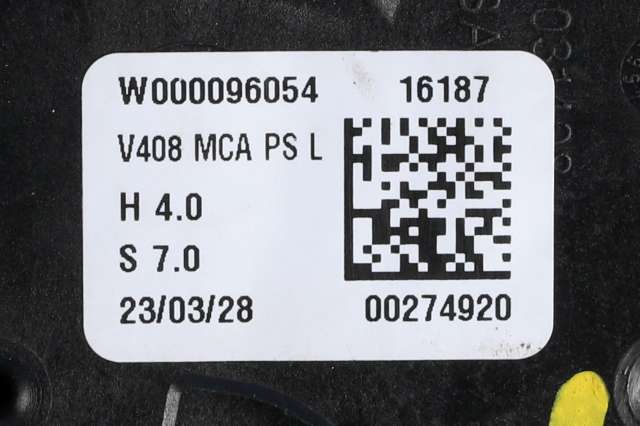 W000096054 16187
V408 MCA PS L
H 4.0
S 7.0
23/03/28 00274920